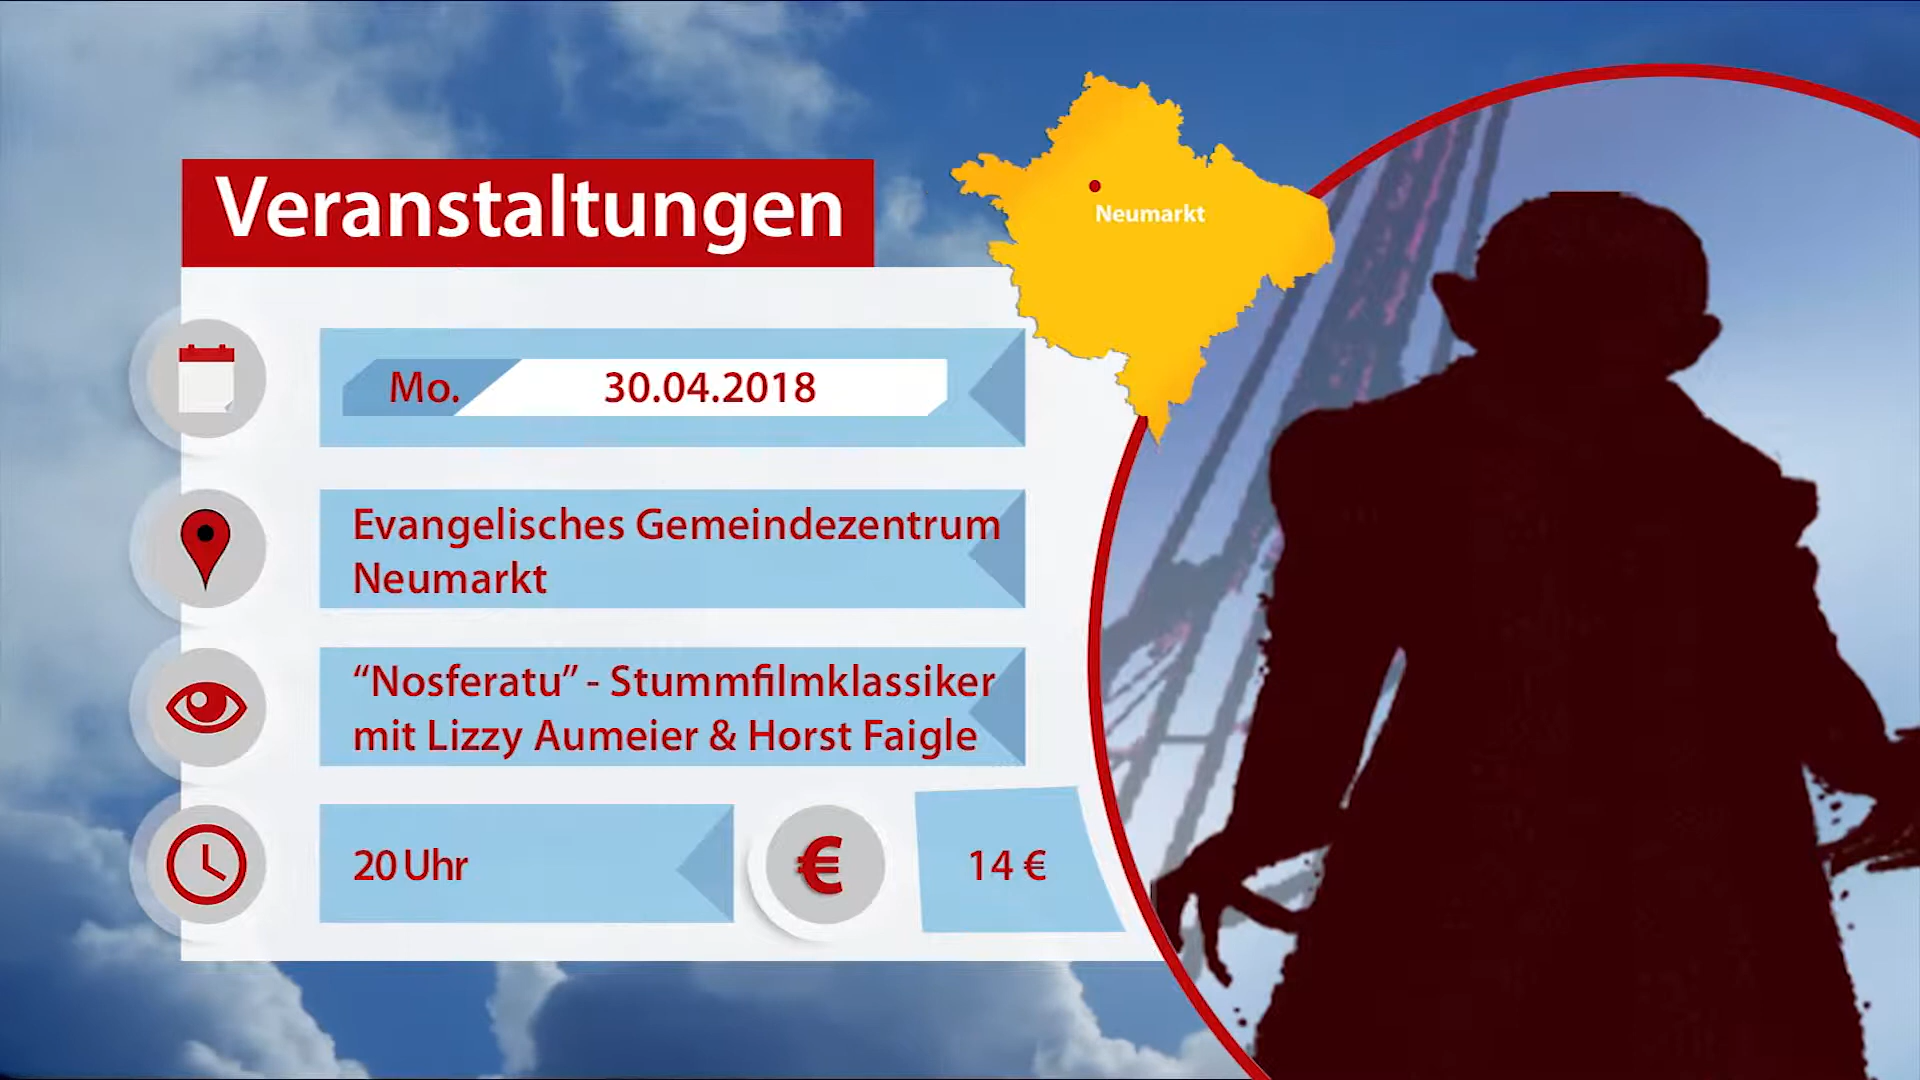 Veranstaltungen
Neumarkt
Mo. 30.04.2018
Evangelisches Gemeindezentrum
Neumarkt
“Nosferatu” - Stummfilmklassiker
mit Lizzy Aumeier & Horst Faigle
20 Uhr
€
14 €